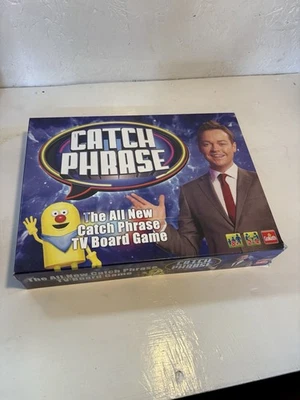 CATCH
PHRASE
The All New
Catch Phrase
TV Board Game
The All New Catch Phrase
TV Board Game
CATCH
PHRASE